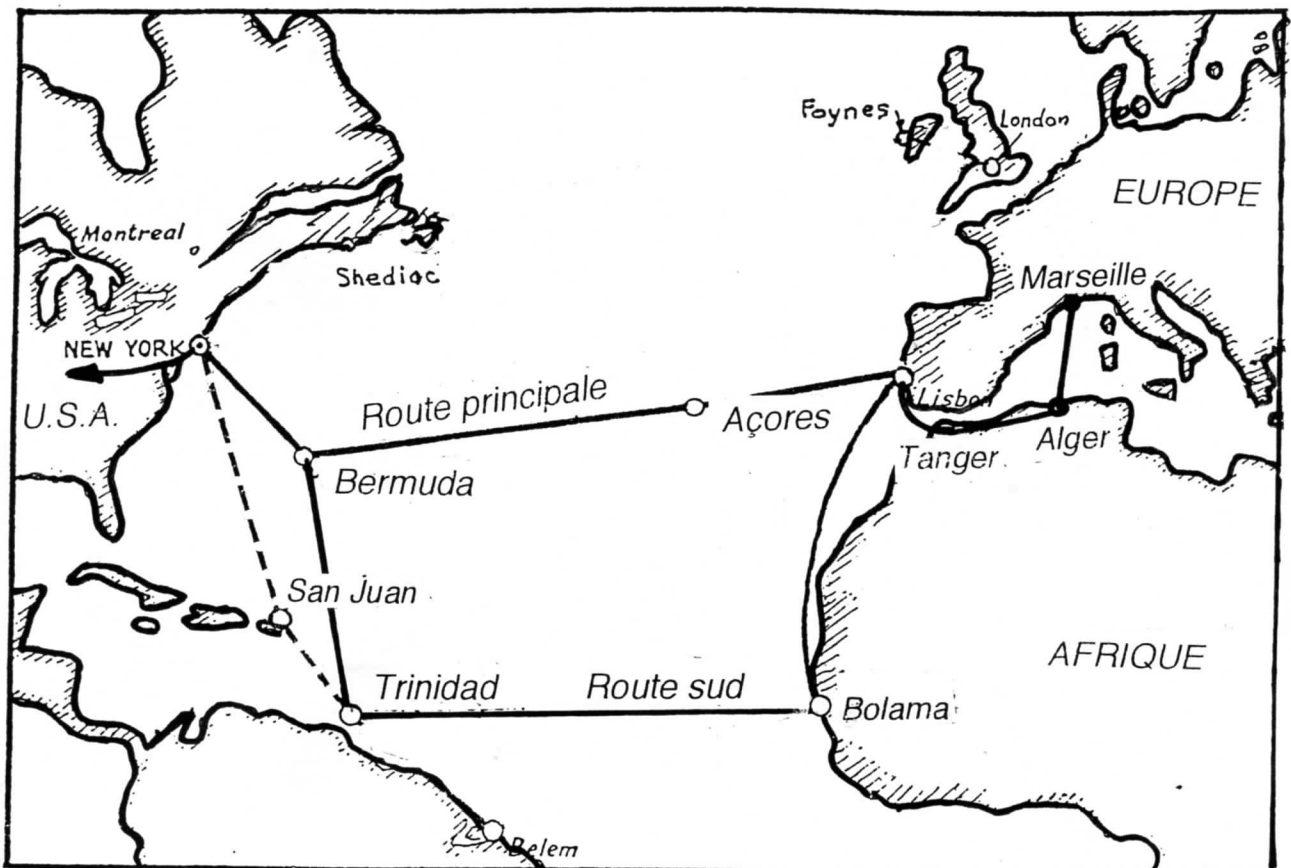 Foynes
London
EUROPE
Montreal
Shediac
Marseille
NEW YORK
U.S.A.
Route principale
Açores
Lisbon
Tanger
Alger
Bermuda
San Juan
Trinidad
Route sud
Bolama
AFRIQUE
Belem